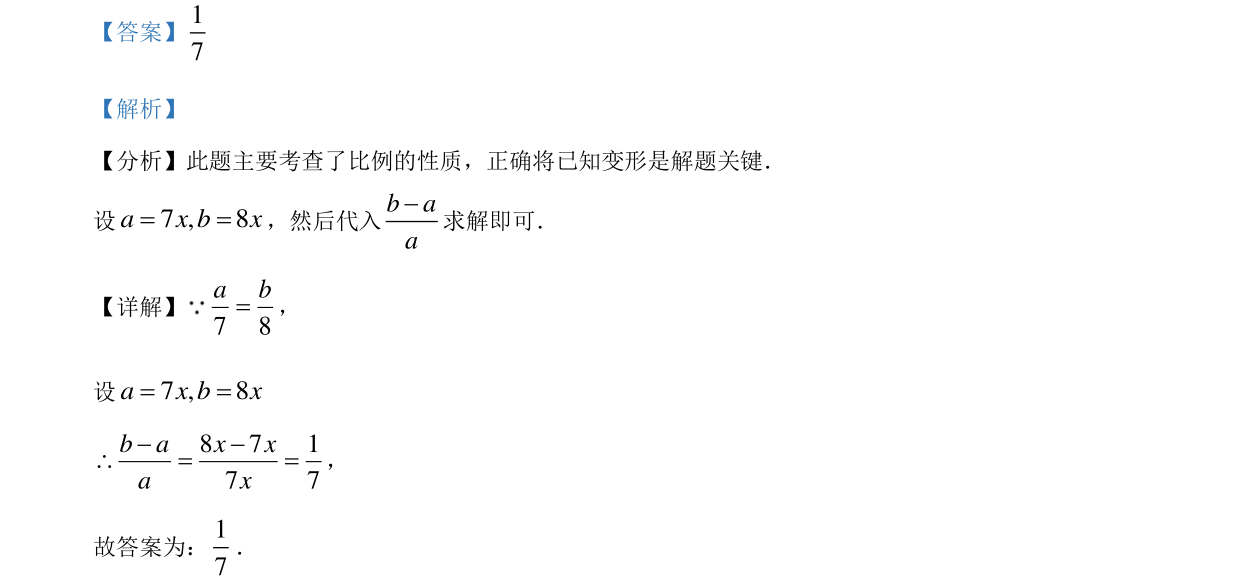 【答案】1/7
【解析】
【分析】此题主要考查了比例的性质，正确将已知变形是解题关键．
设 a = 7x, b = 8x，然后代入 (b − a)/a 求解即可．
【详解】∵ a/7 = b/8，
设 a = 7x, b = 8x
∴ (b − a)/a = (8x − 7x)/7x = 1/7，
故答案为：1/7．